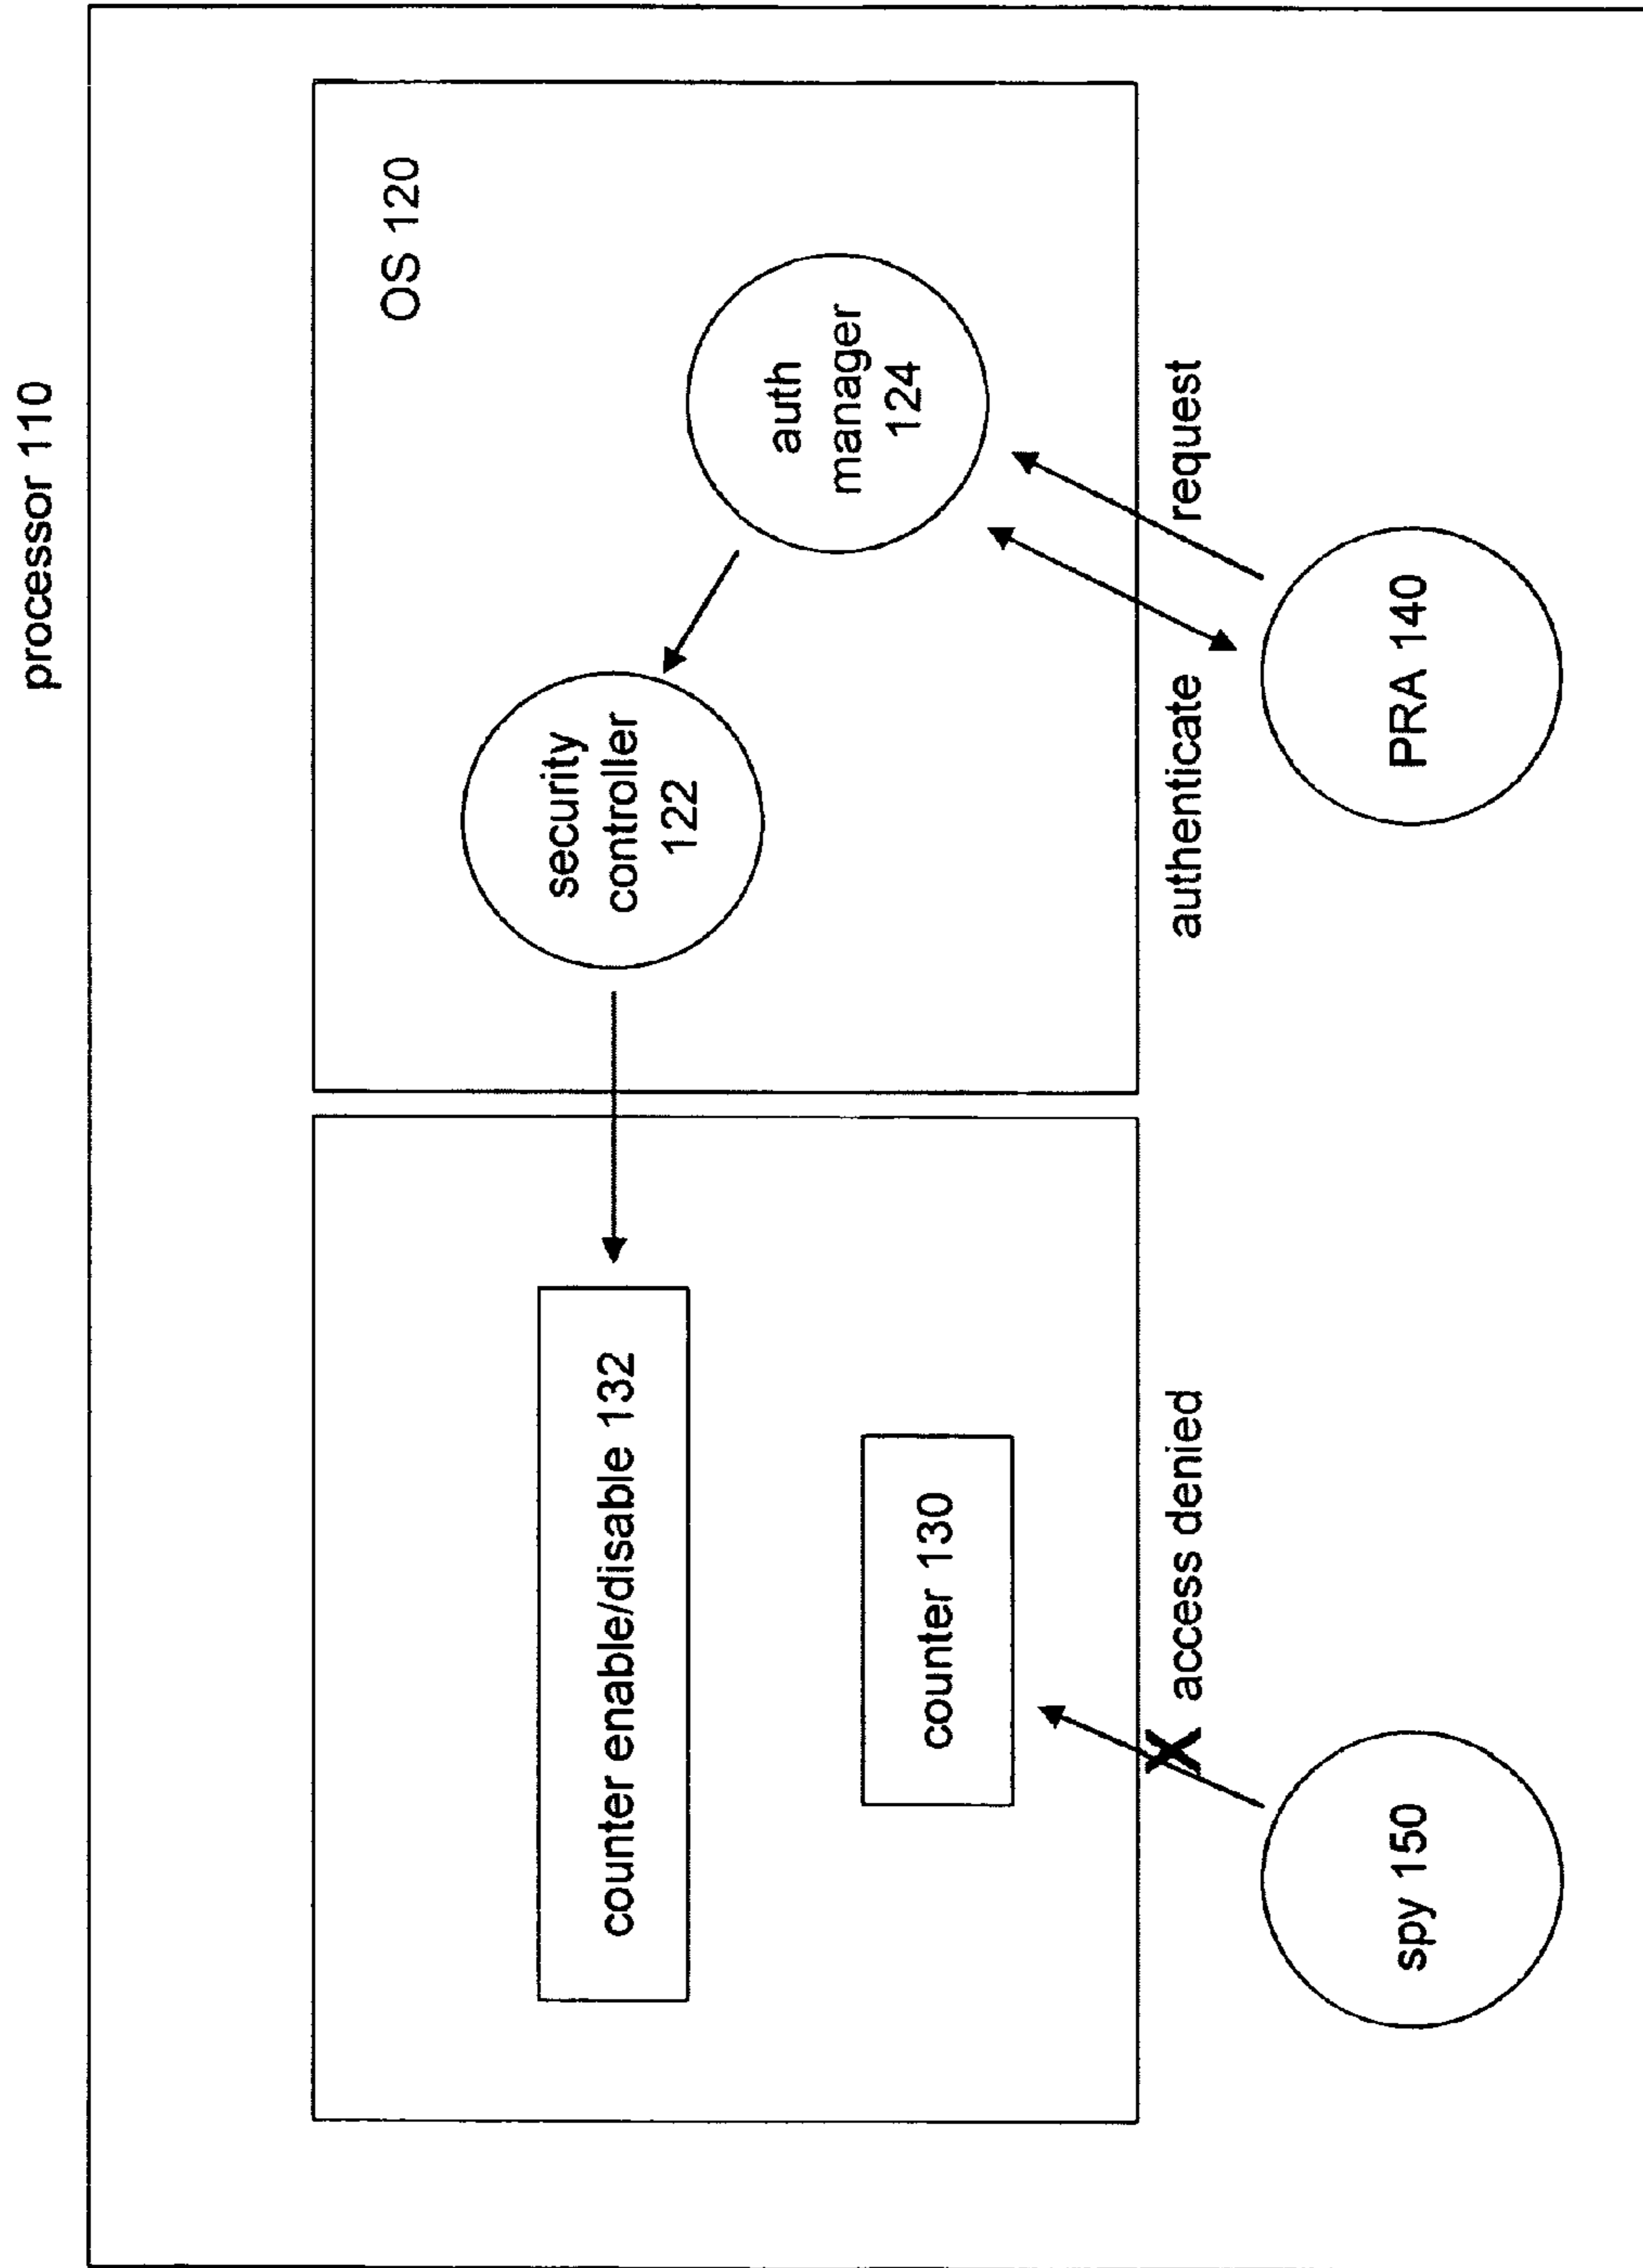 processor 110
OS 120
security
controller
122
auth
manager
124
counter enable/disable 132
counter 130
X access denied
authenticate
request
spy 150
PRA 140